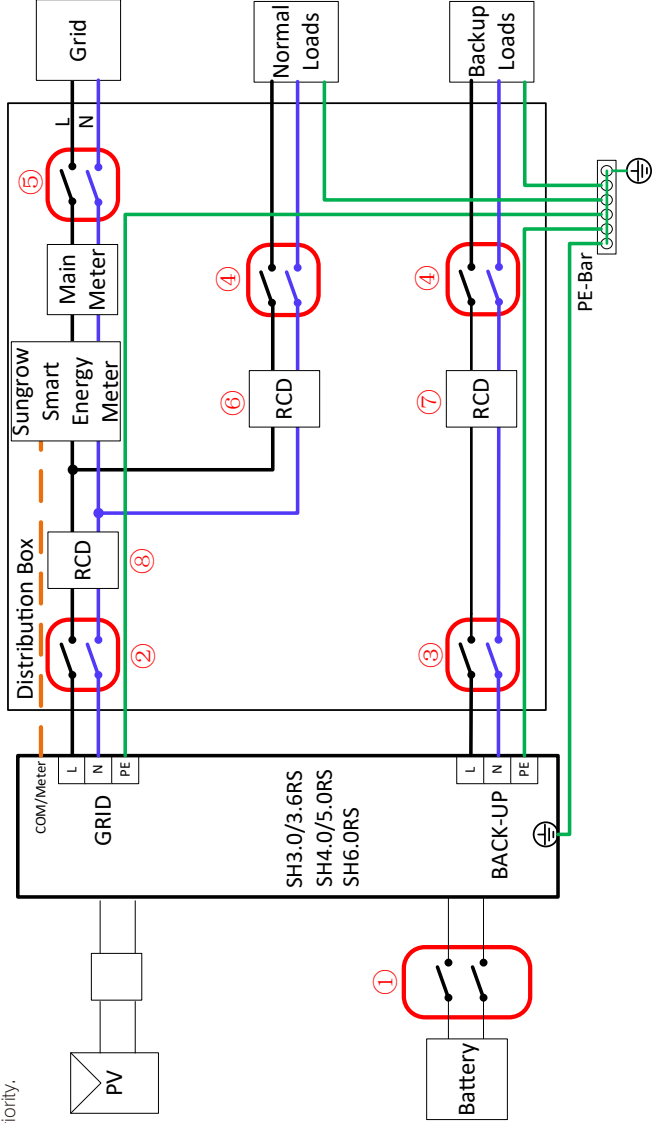 iority.
Distribution Box
Grid
L
N
⑤
Main
Meter
Sungrow
Smart
Energy
Meter
RCD
⑧
②
Normal
Loads
④
⑥
RCD
Backup
Loads
④
⑦
RCD
③
PE-Bar
COM/Meter
L
N
PE
GRID
SH3.0/3.6RS
SH4.0/5.0RS
SH6.0RS
L
N
PE
BACK-UP
PV
①
Battery